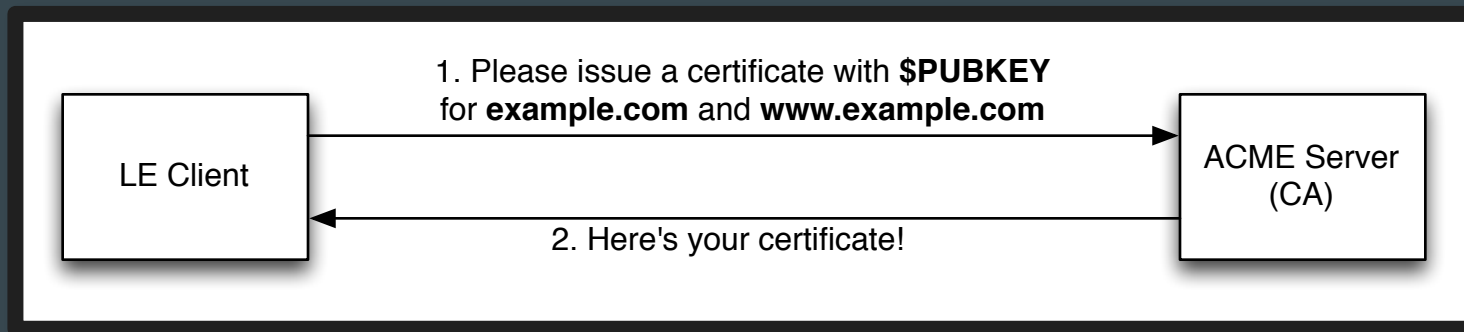 1. Please issue a certificate with $PUBKEY
for example.com and www.example.com
LE Client
ACME Server
(CA)
2. Here's your certificate!